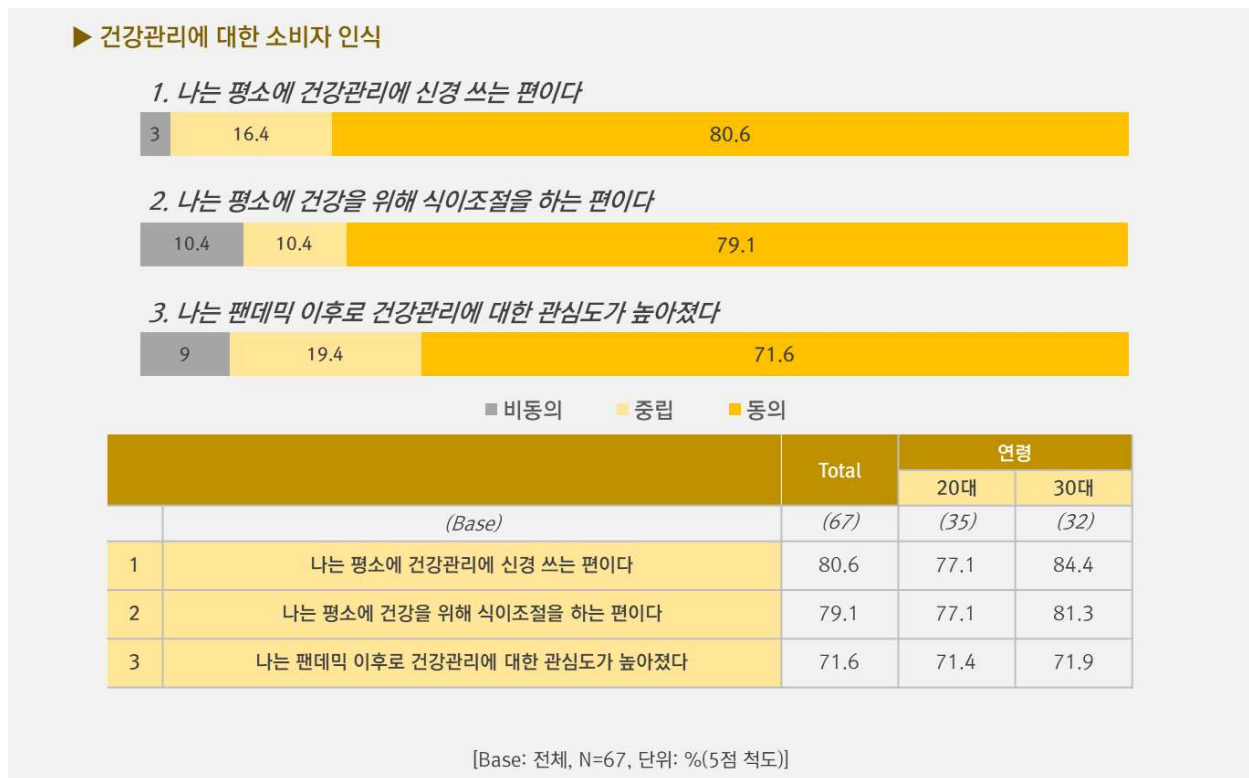 ▶ 건강관리에 대한 소비자 인식
1. 나는 평소에 건강관리에 신경 쓰는 편이다
3 16.4 80.6
2. 나는 평소에 건강을 위해 식이조절을 하는 편이다
10.4 10.4 79.1
3. 나는 팬데믹 이후로 건강관리에 대한 관심도가 높아졌다
9 19.4 71.6
비동의 중립 동의
Total 연령
20대 30대
(Base) (67) (35) (32)
1 나는 평소에 건강관리에 신경 쓰는 편이다 80.6 77.1 84.4
2 나는 평소에 건강을 위해 식이조절을 하는 편이다 79.1 77.1 81.3
3 나는 팬데믹 이후로 건강관리에 대한 관심도가 높아졌다 71.6 71.4 71.9
[Base: 전체, N=67, 단위: %(5점 척도)]